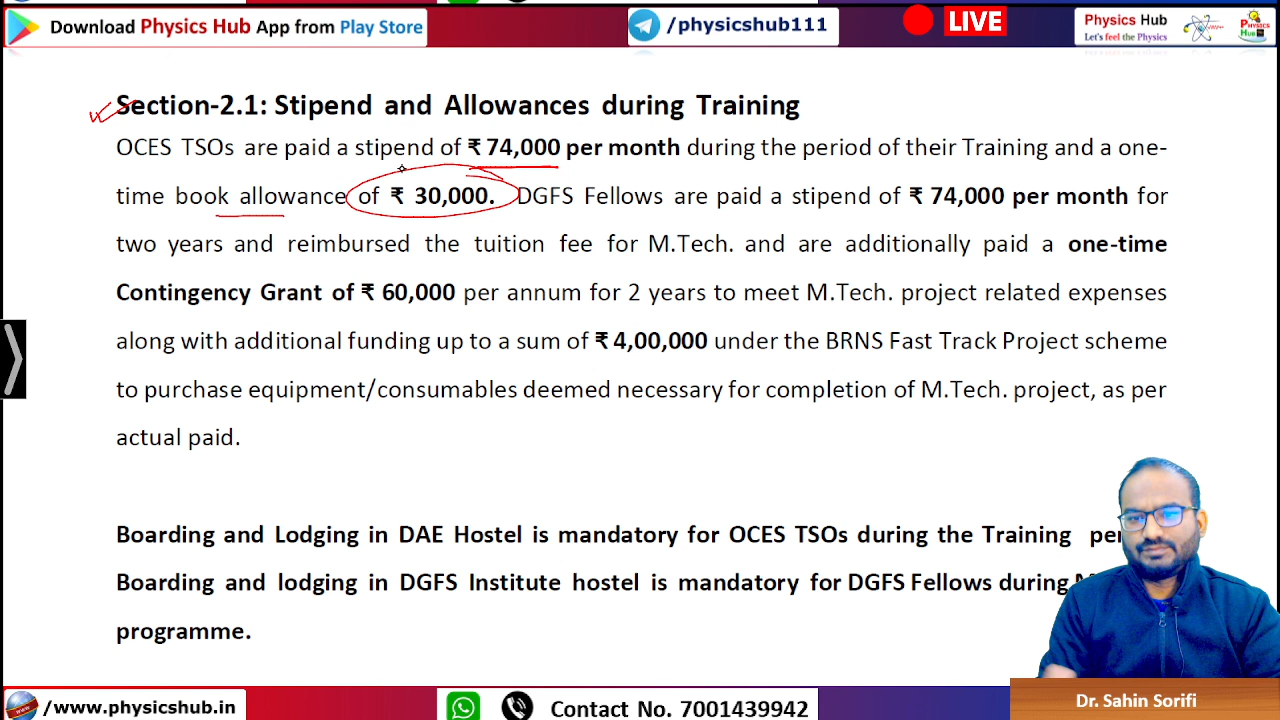 Download Physics Hub App from Play Store
/physicshub111
LIVE
Physics Hub
Let's feel the Physics
PHYSICS
HUB
Section-2.1: Stipend and Allowances during Training
OCES TSOs are paid a stipend of ₹ 74,000 per month during the period of their Training and a one-
time book allowance of ₹ 30,000. DGFS Fellows are paid a stipend of ₹ 74,000 per month for
two years and reimbursed the tuition fee for M.Tech. and are additionally paid a one-time
Contingency Grant of ₹ 60,000 per annum for 2 years to meet M.Tech. project related expenses
along with additional funding up to a sum of ₹ 4,00,000 under the BRNS Fast Track Project scheme
to purchase equipment/consumables deemed necessary for completion of M.Tech. project, as per
actual paid.
Boarding and Lodging in DAE Hostel is mandatory for OCES TSOs during the Training
Boarding and lodging in DGFS Institute hostel is mandatory for DGFS Fellows during
programme.
/www.physicshub.in
Contact No. 7001439942
Dr. Sahin Sorifi